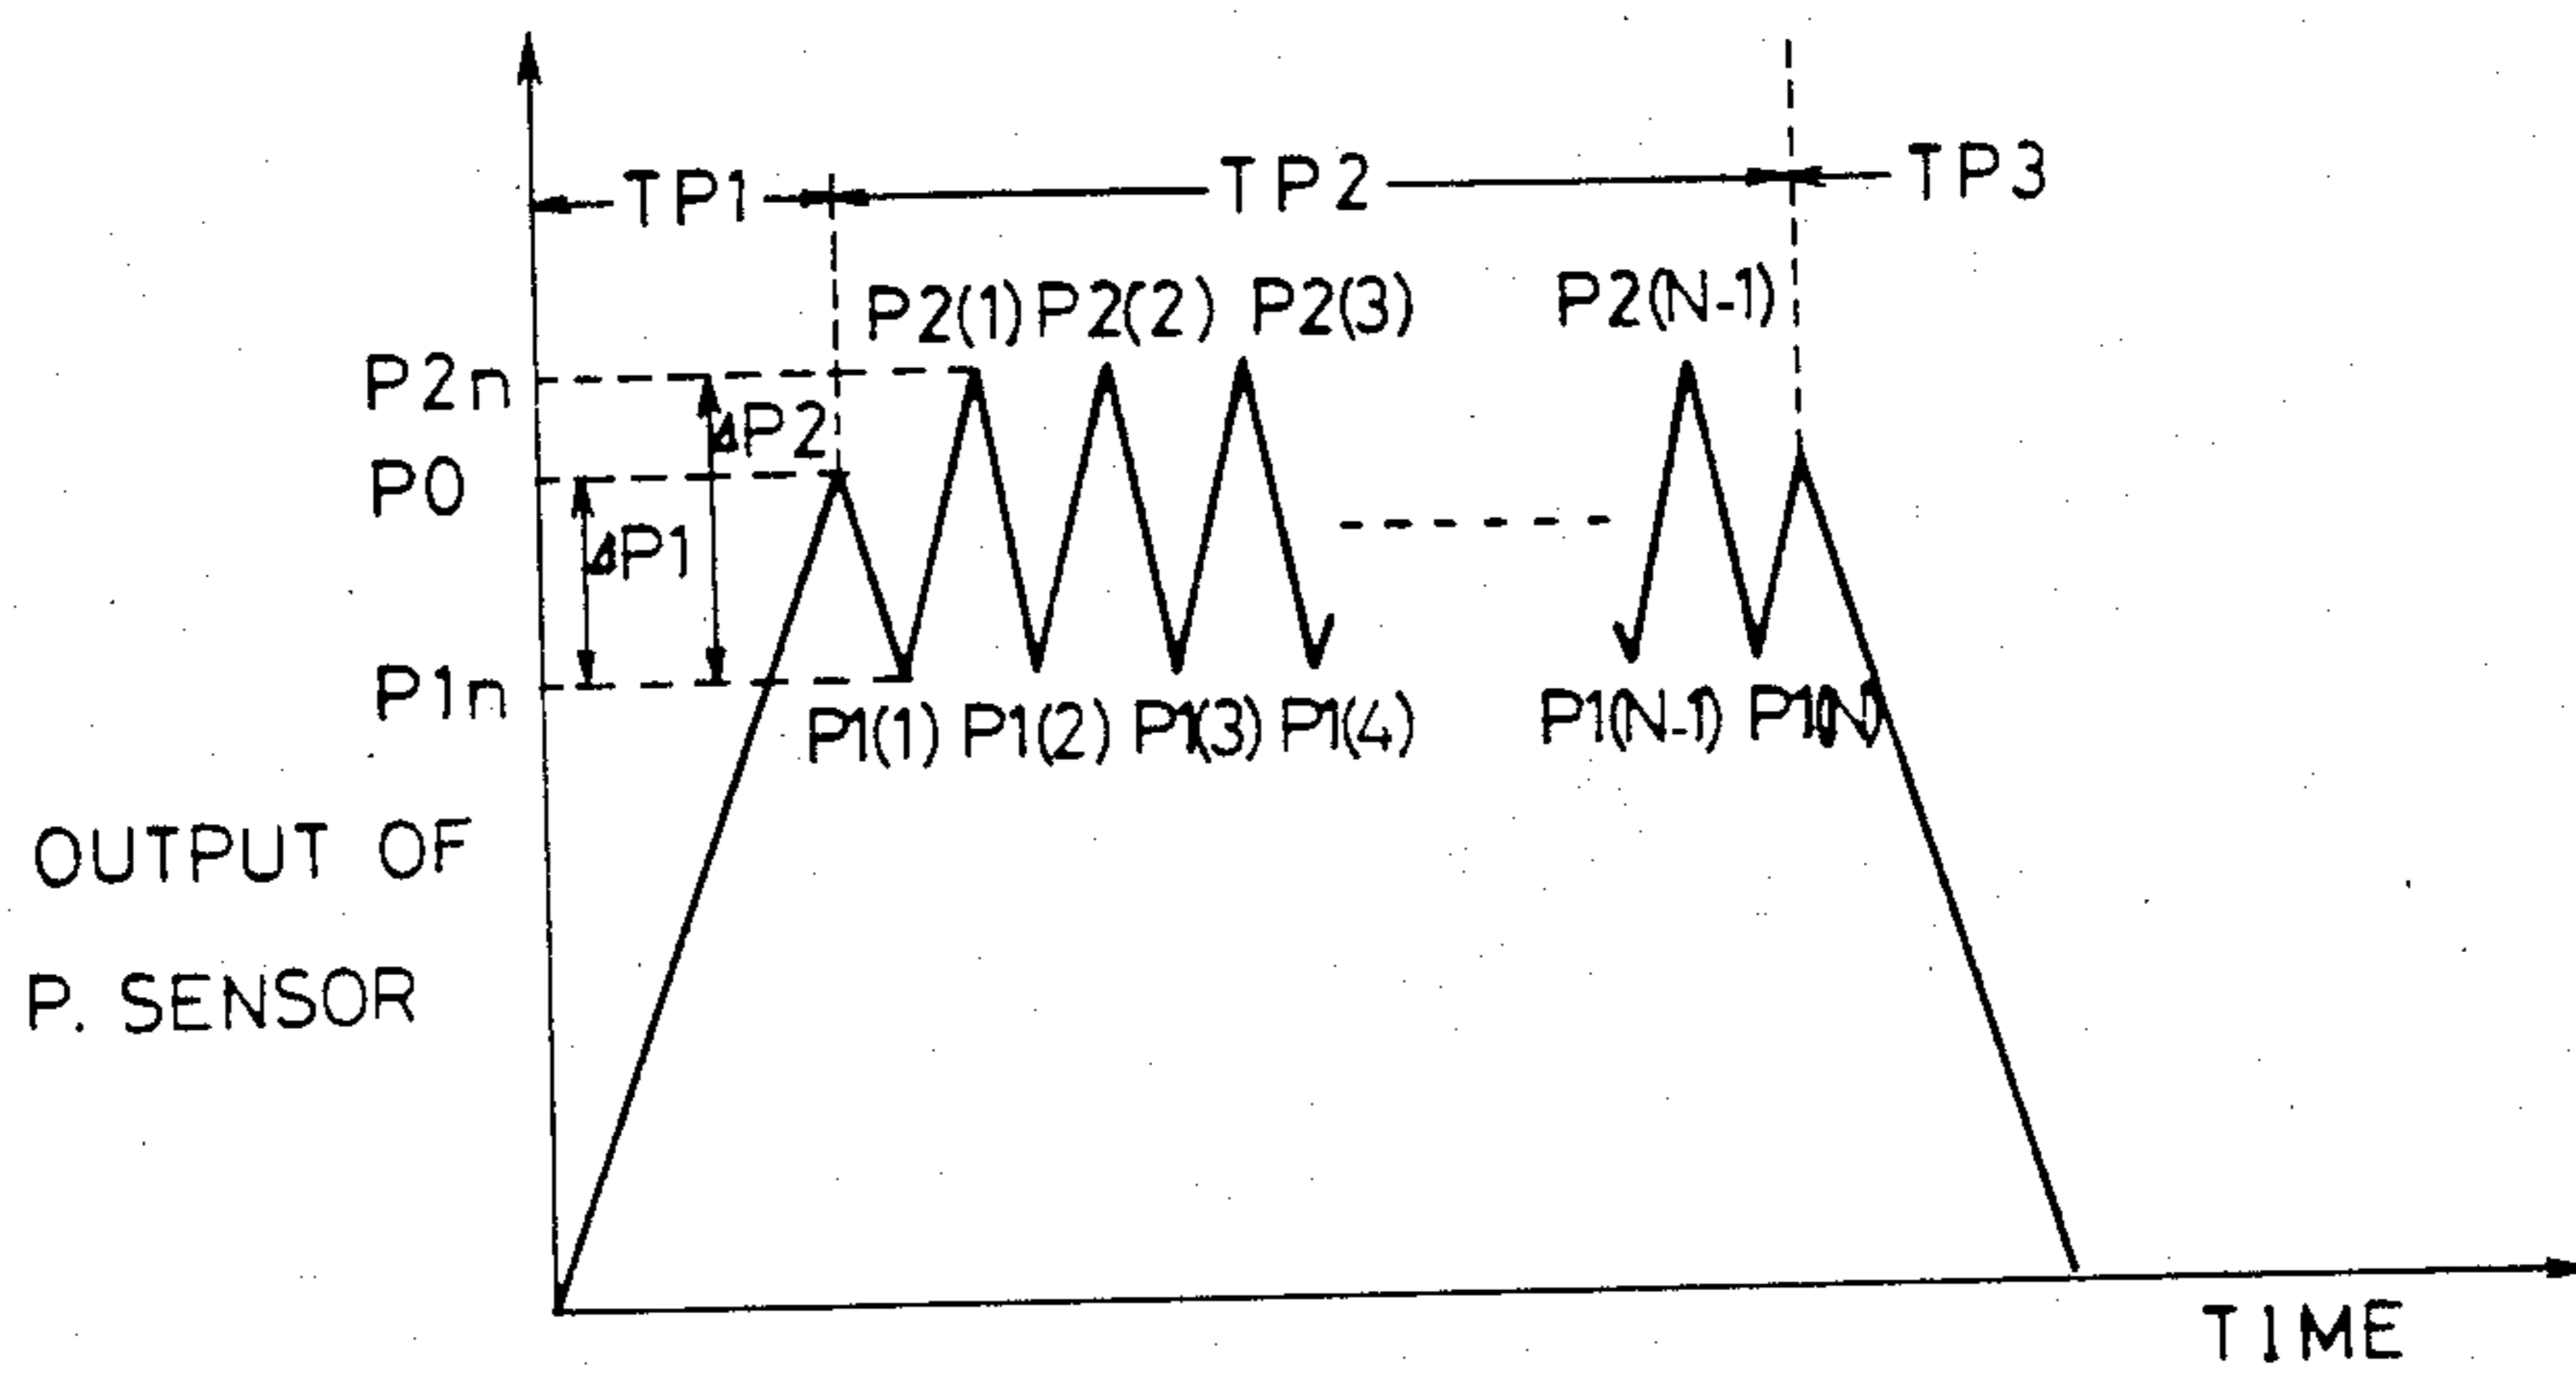 TP1 TP2 TP3
P2(1) P2(2) P2(3) P2(N-1)
P2n
ΔP2
P0
ΔP1
P1n
P1(1) P1(2) P1(3) P1(4) P1(N-1) P1(N)
OUTPUT OF
P. SENSOR
TIME